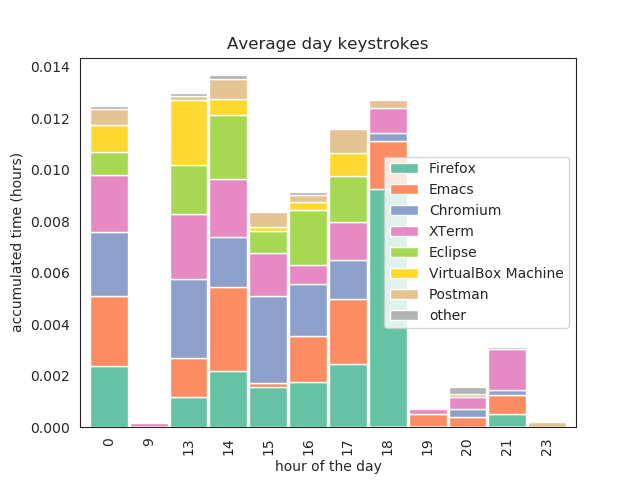 Average day keystrokes
accumulated time (hours)
0.014
0.012
0.010
0.008
0.006
0.004
0.002
0.000
Firefox
Emacs
Chromium
XTerm
Eclipse
VirtualBox Machine
Postman
other
0 9 13 14 15 16 17 18 19 20 21 23
hour of the day